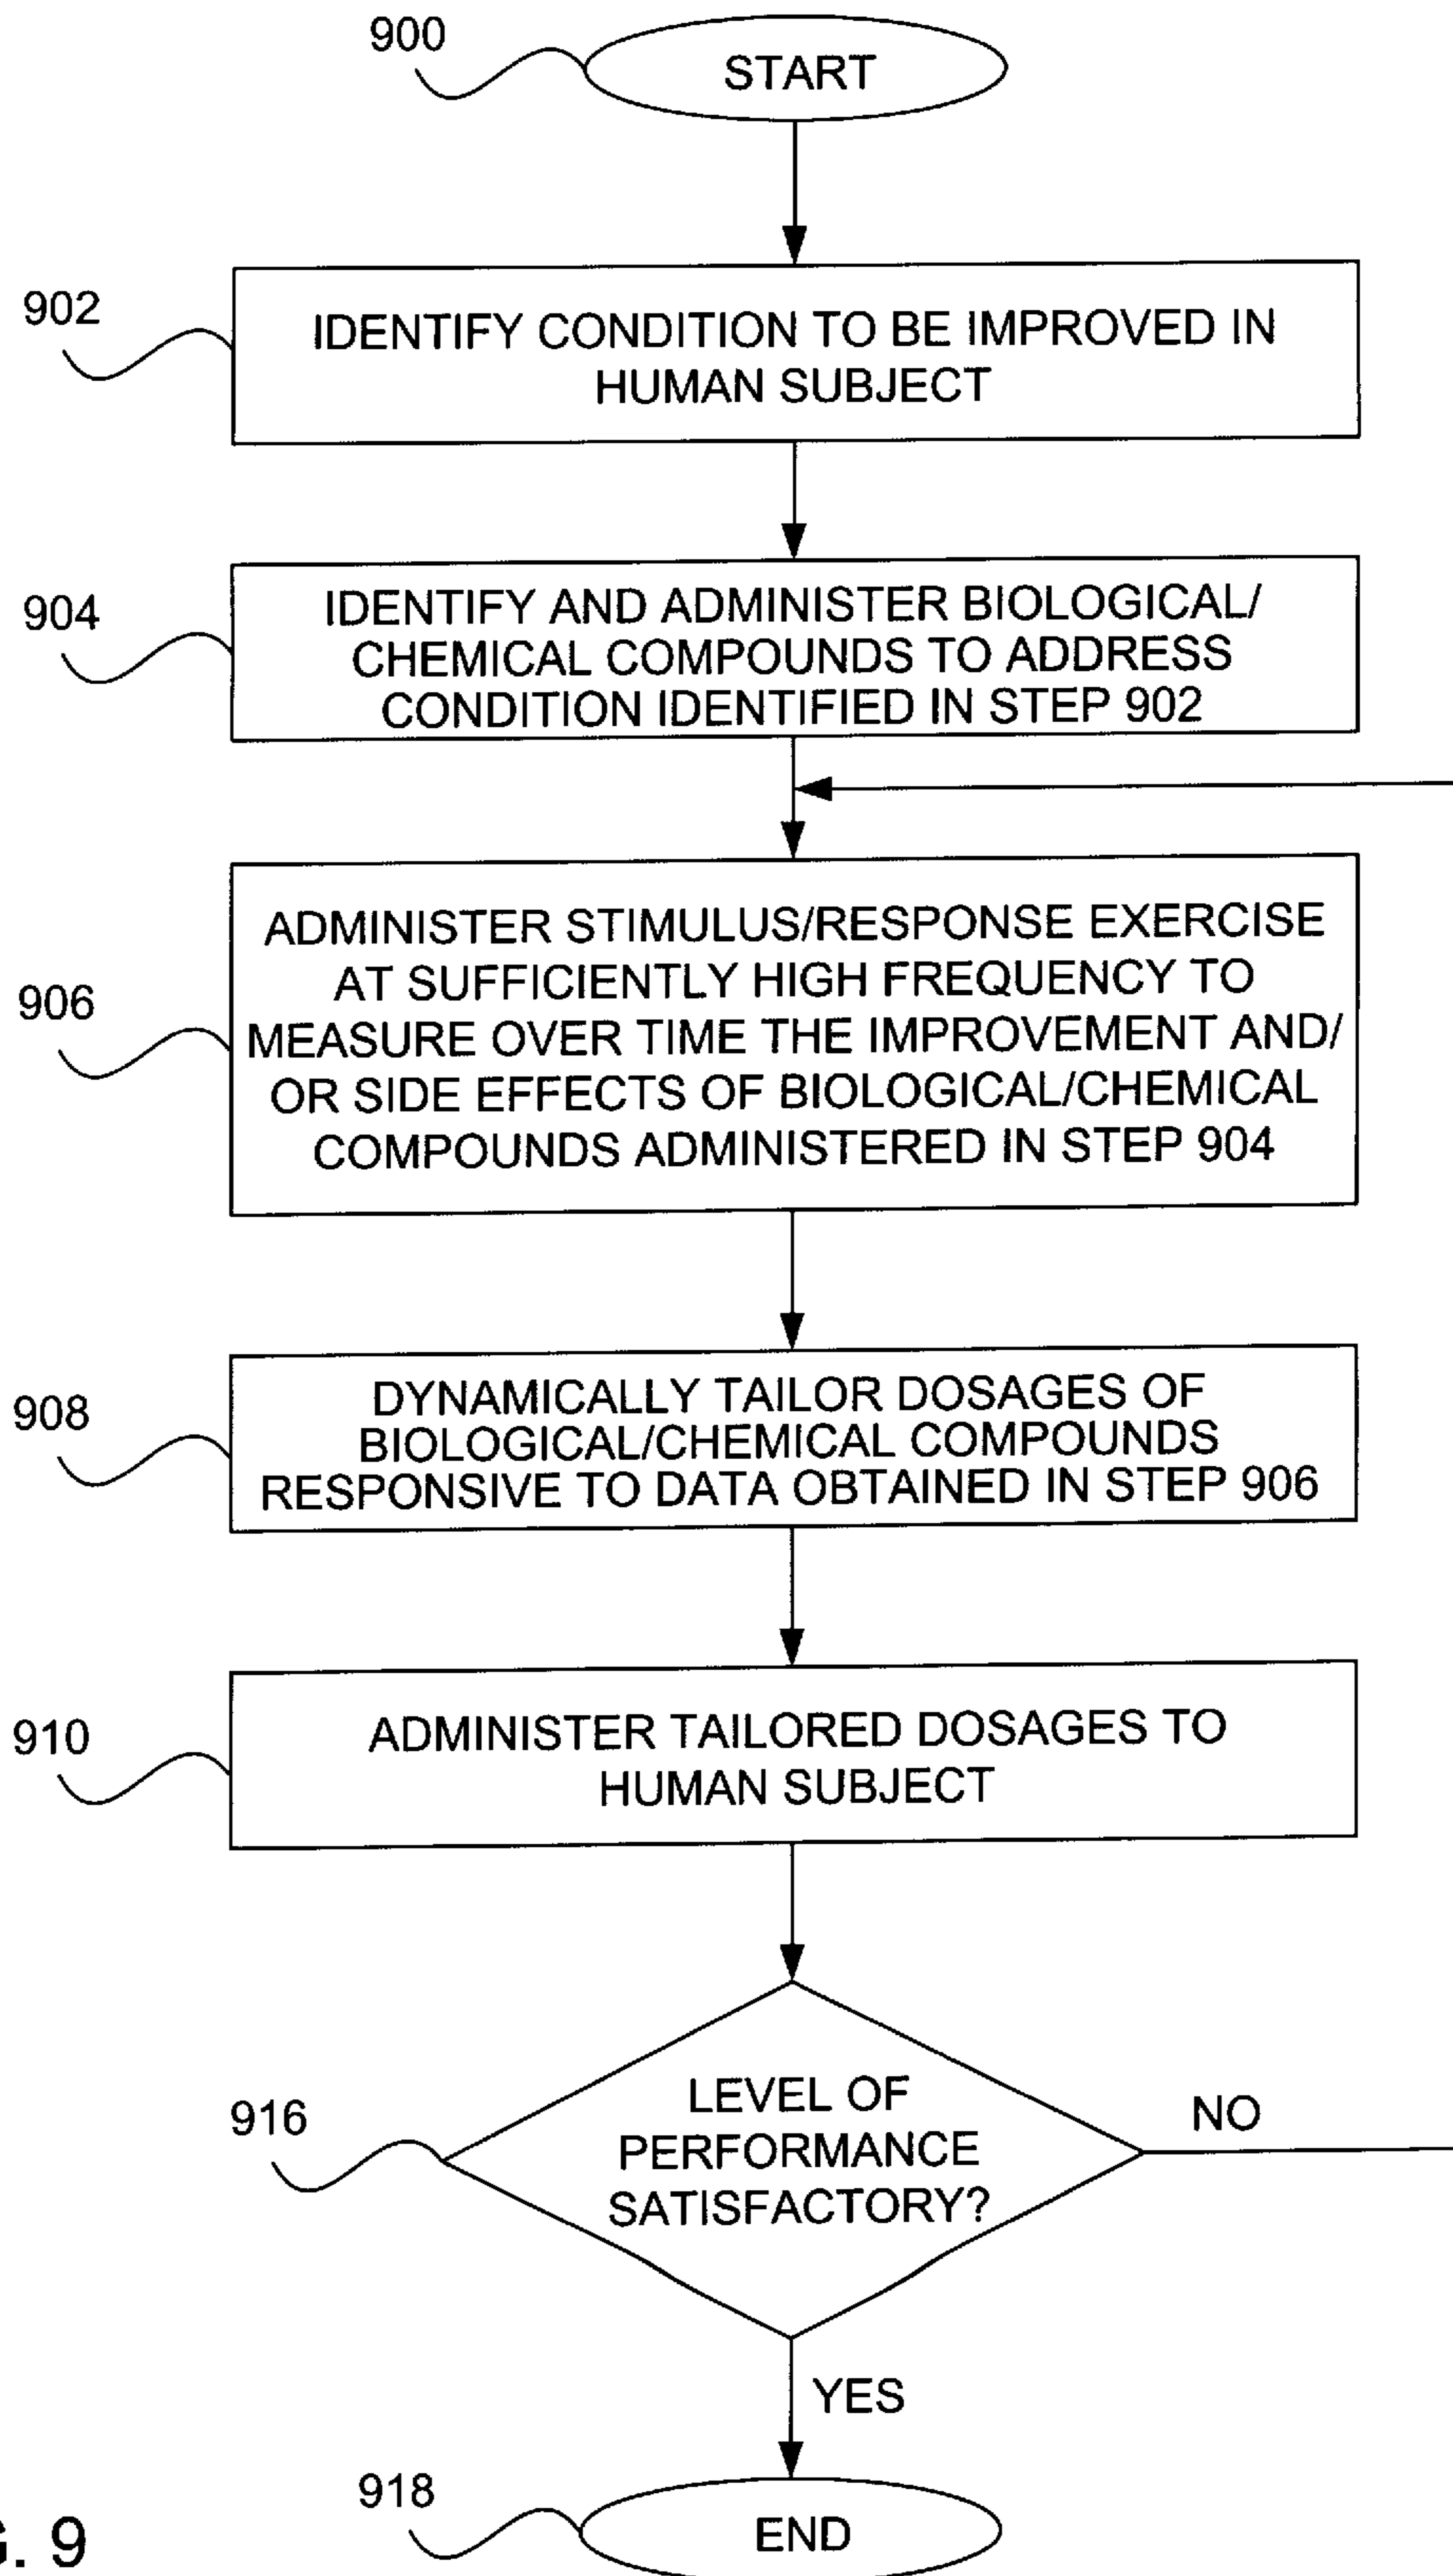 900
START
902
IDENTIFY CONDITION TO BE IMPROVED IN
HUMAN SUBJECT
904
IDENTIFY AND ADMINISTER BIOLOGICAL/
CHEMICAL COMPOUNDS TO ADDRESS
CONDITION IDENTIFIED IN STEP 902
906
ADMINISTER STIMULUS/RESPONSE EXERCISE
AT SUFFICIENTLY HIGH FREQUENCY TO
MEASURE OVER TIME THE IMPROVEMENT AND/
OR SIDE EFFECTS OF BIOLOGICAL/CHEMICAL
COMPOUNDS ADMINISTERED IN STEP 904
908
DYNAMICALLY TAILOR DOSAGES OF
BIOLOGICAL/CHEMICAL COMPOUNDS
RESPONSIVE TO DATA OBTAINED IN STEP 906
910
ADMINISTER TAILORED DOSAGES TO
HUMAN SUBJECT
916
LEVEL OF
PERFORMANCE
SATISFACTORY?
NO
YES
918
END
. 9